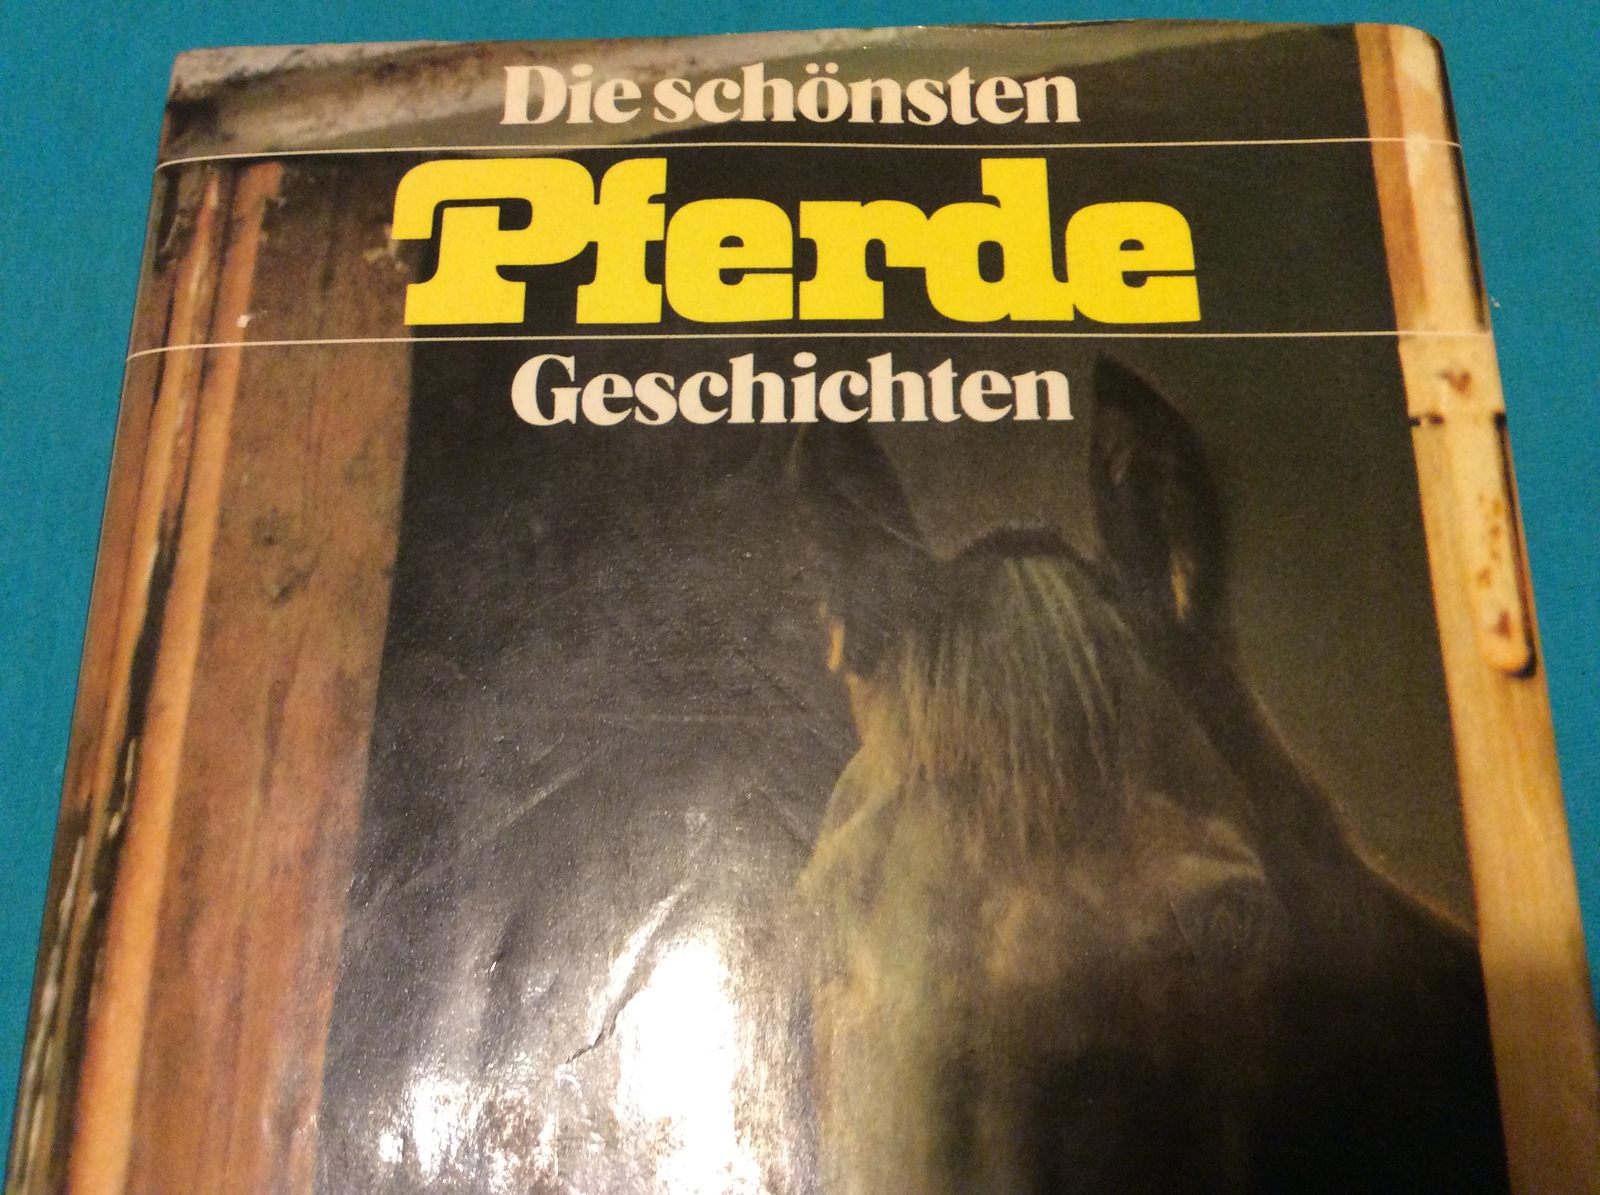 Die schönsten
Pferde
Geschichten